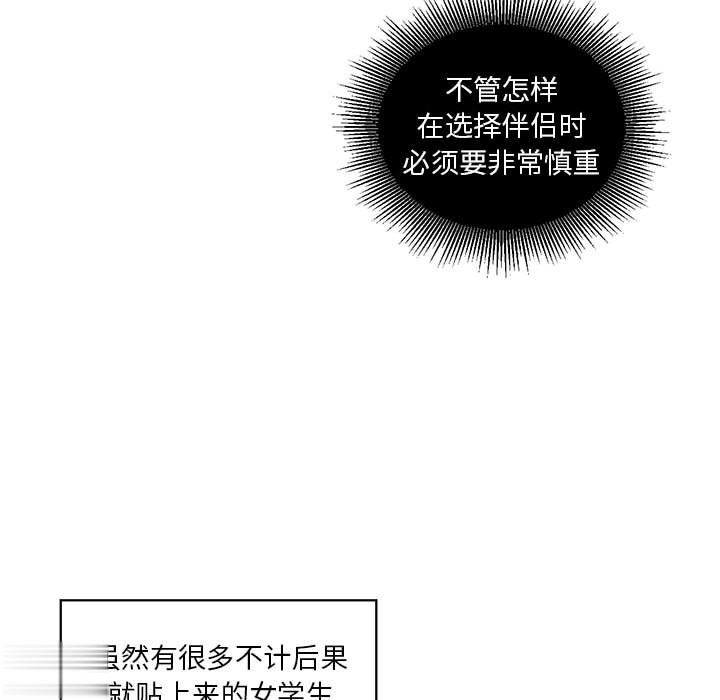 不管怎样
在选择伴侣时
必须要非常慎重
虽然有很多不计后果
就贴上来的女学生